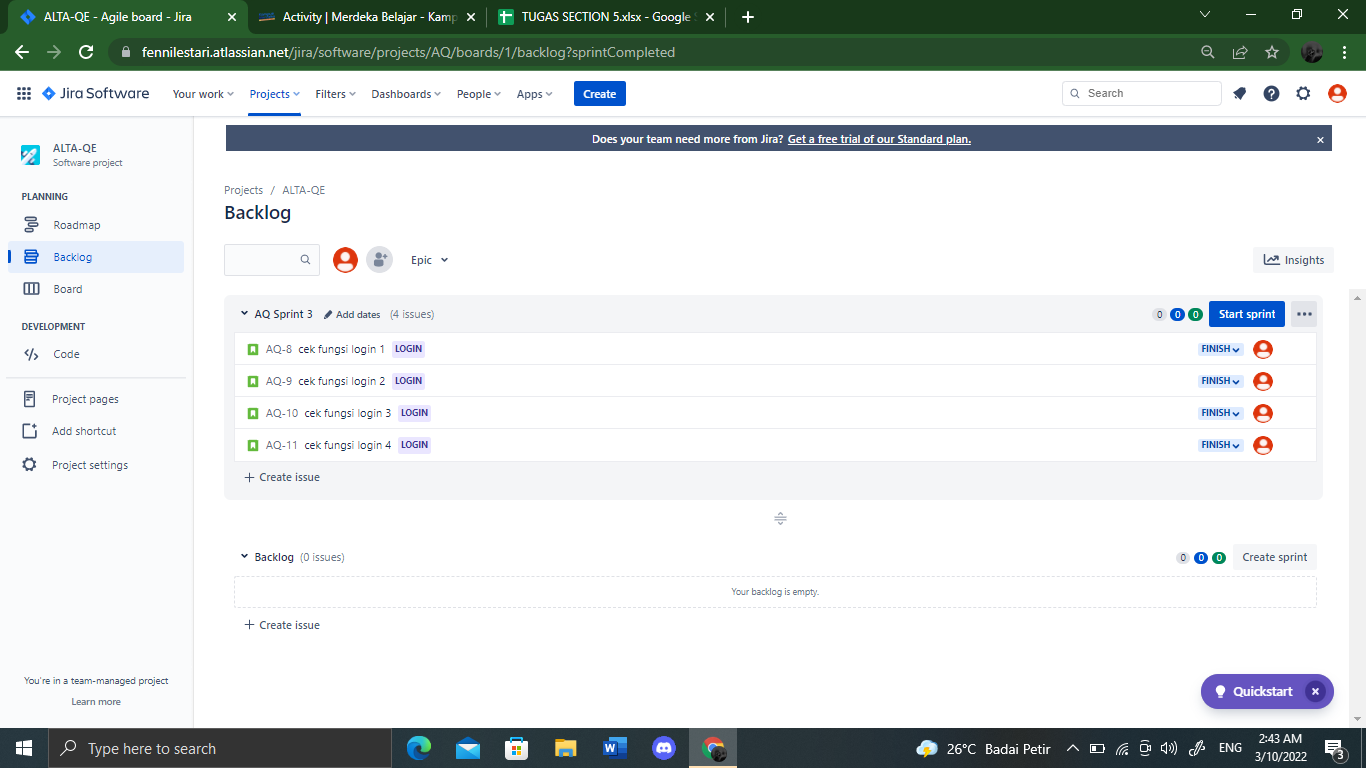 ALTA-QE - Agile board - Jira
Activity | Merdeka Belajar - Kamp
TUGAS SECTION 5.xlsx - Google S
fennilestari.atlassian.net/jira/software/projects/AQ/boards/1/backlog?sprintCompleted
Jira Software Your work Projects Filters Dashboards People Apps Create Search
Does your team need more from Jira? Get a free trial of our Standard plan.
ALTA-QE
Software project
PLANNING
Roadmap
Backlog
Board
DEVELOPMENT
Code
Project pages
Add shortcut
Project settings
You're in a team-managed project
Learn more
Projects / ALTA-QE
Backlog
Epic Insights
AQ Sprint 3 Add dates (4 issues) 0 0 0 Start sprint
AQ-8 cek fungsi login 1 LOGIN FINISH
AQ-9 cek fungsi login 2 LOGIN FINISH
AQ-10 cek fungsi login 3 LOGIN FINISH
AQ-11 cek fungsi login 4 LOGIN FINISH
+ Create issue
Backlog (0 issues) 0 0 0 Create sprint
Your backlog is empty.
+ Create issue
Quickstart
Type here to search
26°C Badai Petir
ENG
2:43 AM
3/10/2022
3